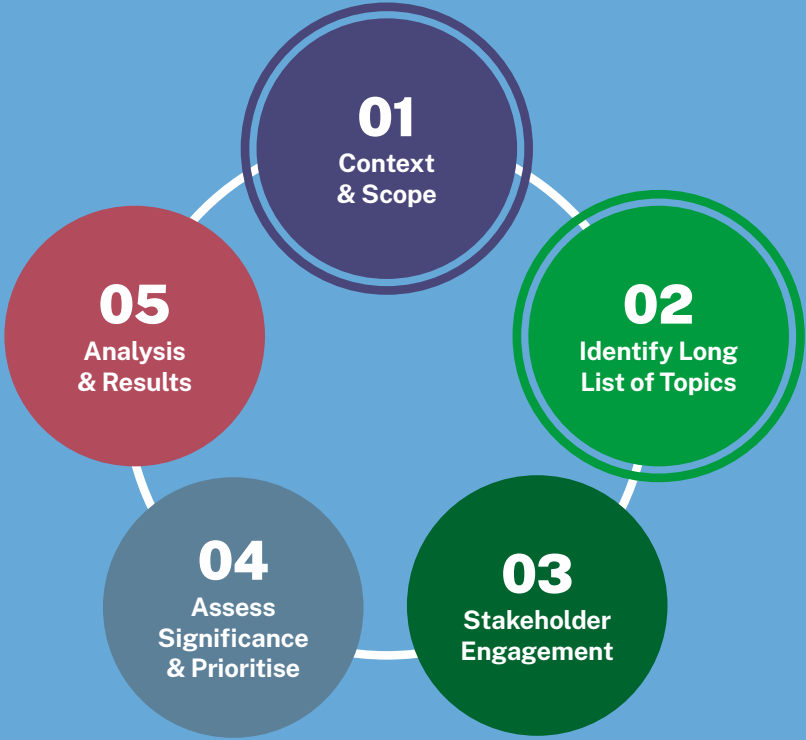 01
Context
& Scope
02
Identify Long
List of Topics
03
Stakeholder
Engagement
04
Assess
Significance
& Prioritise
05
Analysis
& Results